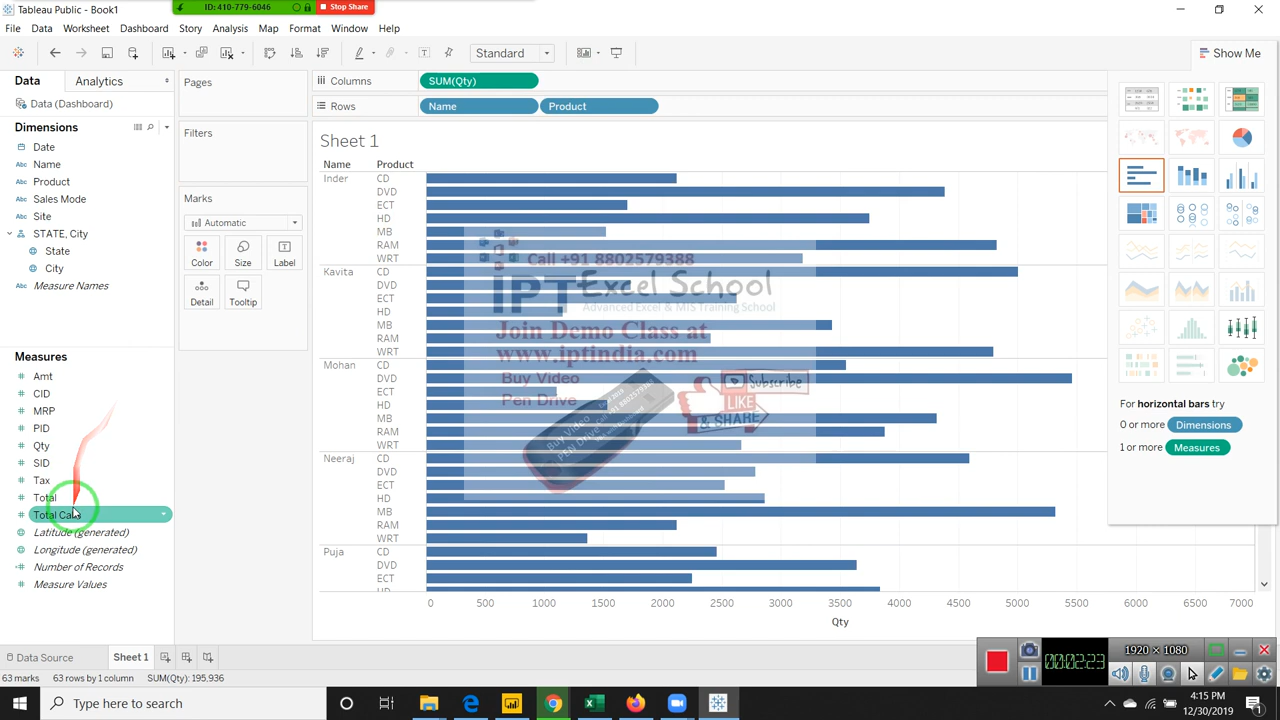 Tableau Public - Book1
ID: 410-779-6046
Stop Share
File Data Worksheet Dashboard Story Analysis Map Format Window Help
Standard
Show Me
Data Analytics
Data (Dashboard)
Dimensions
Date
Abc Name
Abc Product
Abc Sales Mode
Abc Site
STATE, City
State
City
Abc Measure Names
Measures
Amt
CID
MRP
PID
Qty
SID
Tax
Total
Latitude (generated)
Longitude (generated)
Number of Records
Measure Values
Pages
Filters
Marks
Automatic
Color Size Label
Detail Tooltip
Columns SUM(Qty)
Rows Name Product
Sheet 1
Name Product
Inder CD
DVD
ECT
HD
MB
RAM
WRT
Kavita CD
DVD
ECT
HD
MB
RAM
WRT
Mohan CD
DVD
ECT
HD
MB
RAM
WRT
Neeraj CD
DVD
ECT
HD
MB
RAM
WRT
Puja CD
DVD
ECT
0 500 1000 1500 2000 2500 3000 3500 4000 4500 5000 5500 6000 6500 7000
Qty
Call +91 8802579388
iPT Excel School
Advanced Excel & MIS Training School
Join Demo Class at
www.iptindia.com
Buy Video
Pen Drive
Subscribe
LIKE
& SHARE
For horizontal bars try
0 or more Dimensions
1 or more Measures
Data Source Sheet 1
63 marks 63 rows by 1 column SUM(Qty): 195,936
1920 × 1080
00:02:23
Type here to search
4:15 PM
12/30/2019